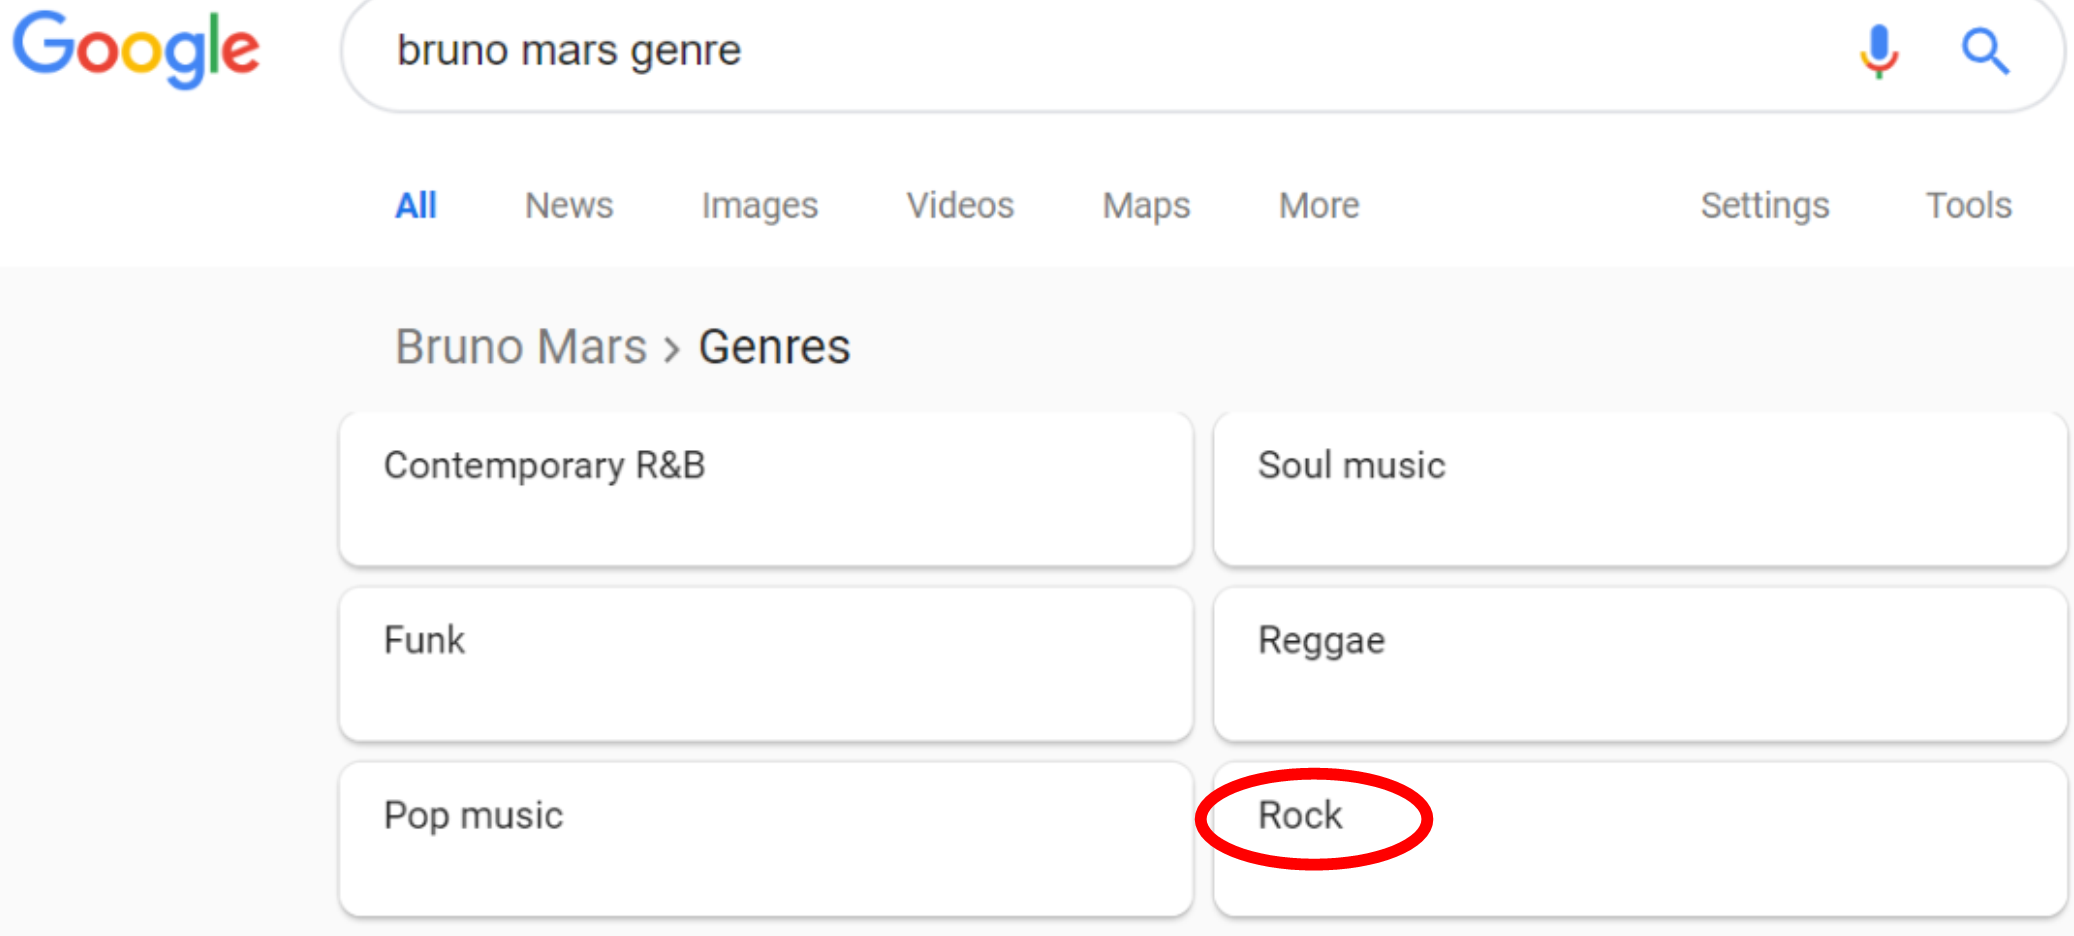 Google bruno mars genre
All News Images Videos Maps More Settings Tools
Bruno Mars > Genres
Contemporary R&B Soul music
Funk Reggae
Pop music Rock